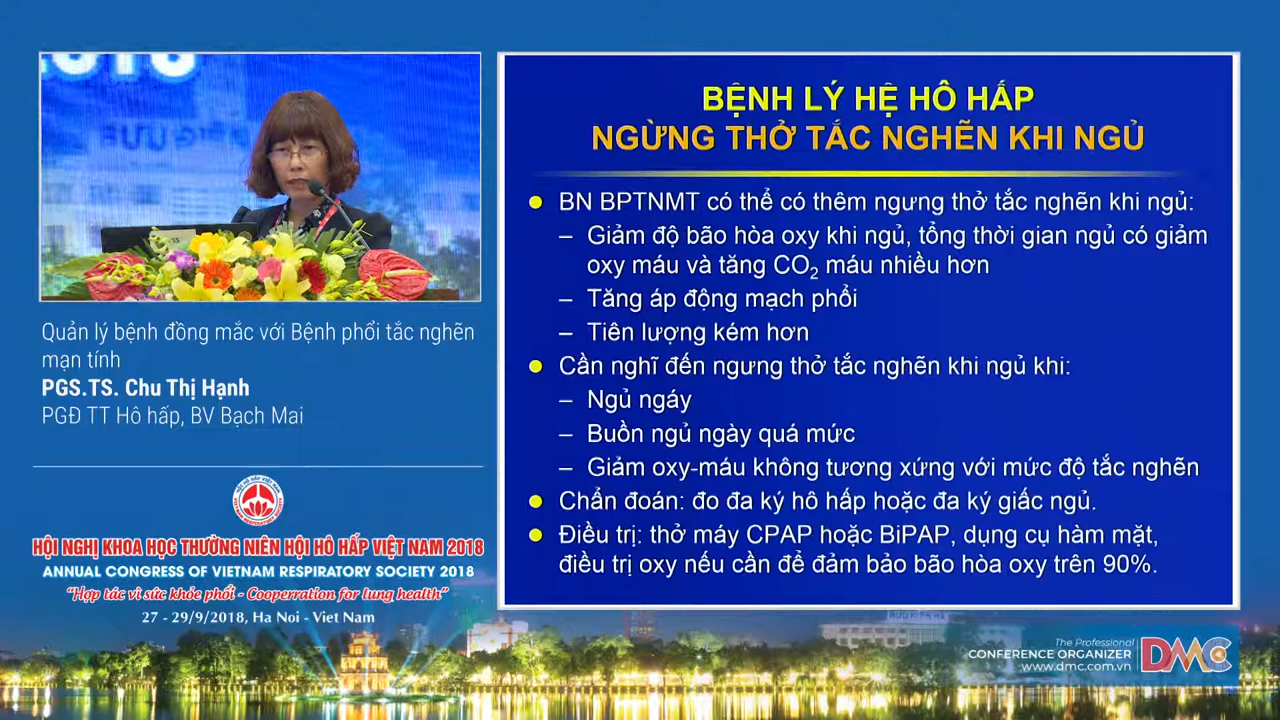 2018
Quản lý bệnh đồng mắc với Bệnh phổi tắc nghẽn
mạn tính
PGS.TS. Chu Thị Hạnh
PGĐ TT Hô hấp, BV Bạch Mai
HỘI NGHỊ KHOA HỌC THƯỜNG NIÊN HỘI HÔ HẤP VIỆT NAM 2018
ANNUAL CONGRESS OF VIETNAM RESPIRATORY SOCIETY 2018
“Hợp tác vì sức khỏe phổi - Cooperration for lung health”
27 - 29/9/2018, Ha Noi - Viet Nam
BỆNH LÝ HỆ HÔ HẤP
NGỪNG THỞ TẮC NGHẼN KHI NGỦ
● BN BPTNMT có thể có thêm ngưng thở tắc nghẽn khi ngủ:
– Giảm độ bão hòa oxy khi ngủ, tổng thời gian ngủ có giảm
oxy máu và tăng CO₂ máu nhiều hơn
– Tăng áp động mạch phổi
– Tiên lượng kém hơn
● Cần nghĩ đến ngưng thở tắc nghẽn khi ngủ khi:
– Ngủ ngáy
– Buồn ngủ ngày quá mức
– Giảm oxy-máu không tương xứng với mức độ tắc nghẽn
● Chẩn đoán: đo đa ký hô hấp hoặc đa ký giấc ngủ.
● Điều trị: thở máy CPAP hoặc BiPAP, dụng cụ hàm mặt,
điều trị oxy nếu cần để đảm bảo bão hòa oxy trên 90%.
The Professional
CONFERENCE ORGANIZER
www.dmc.com.vn
DMC